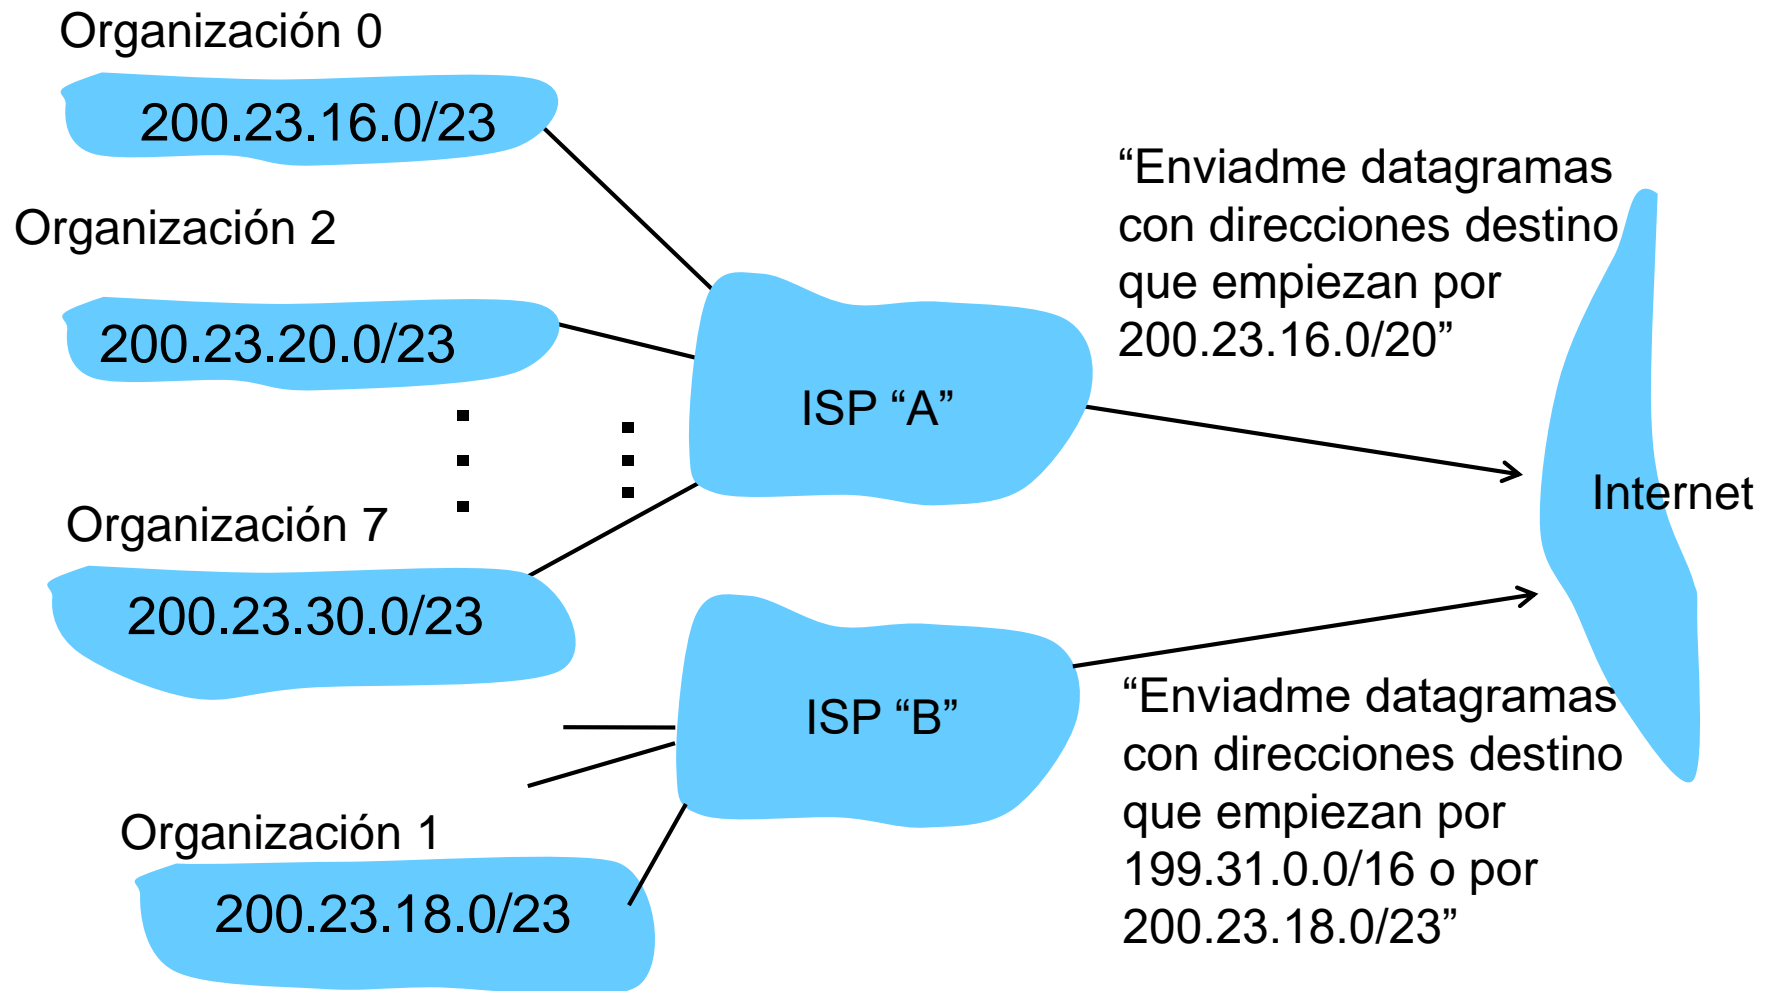 Organización 0
200.23.16.0/23
Organización 2
200.23.20.0/23
Organización 7
200.23.30.0/23
Organización 1
200.23.18.0/23
ISP “A”
ISP “B”
“Enviadme datagramas
con direcciones destino
que empiezan por
200.23.16.0/20”
Internet
“Enviadme datagramas
con direcciones destino
que empiezan por
199.31.0.0/16 o por
200.23.18.0/23”